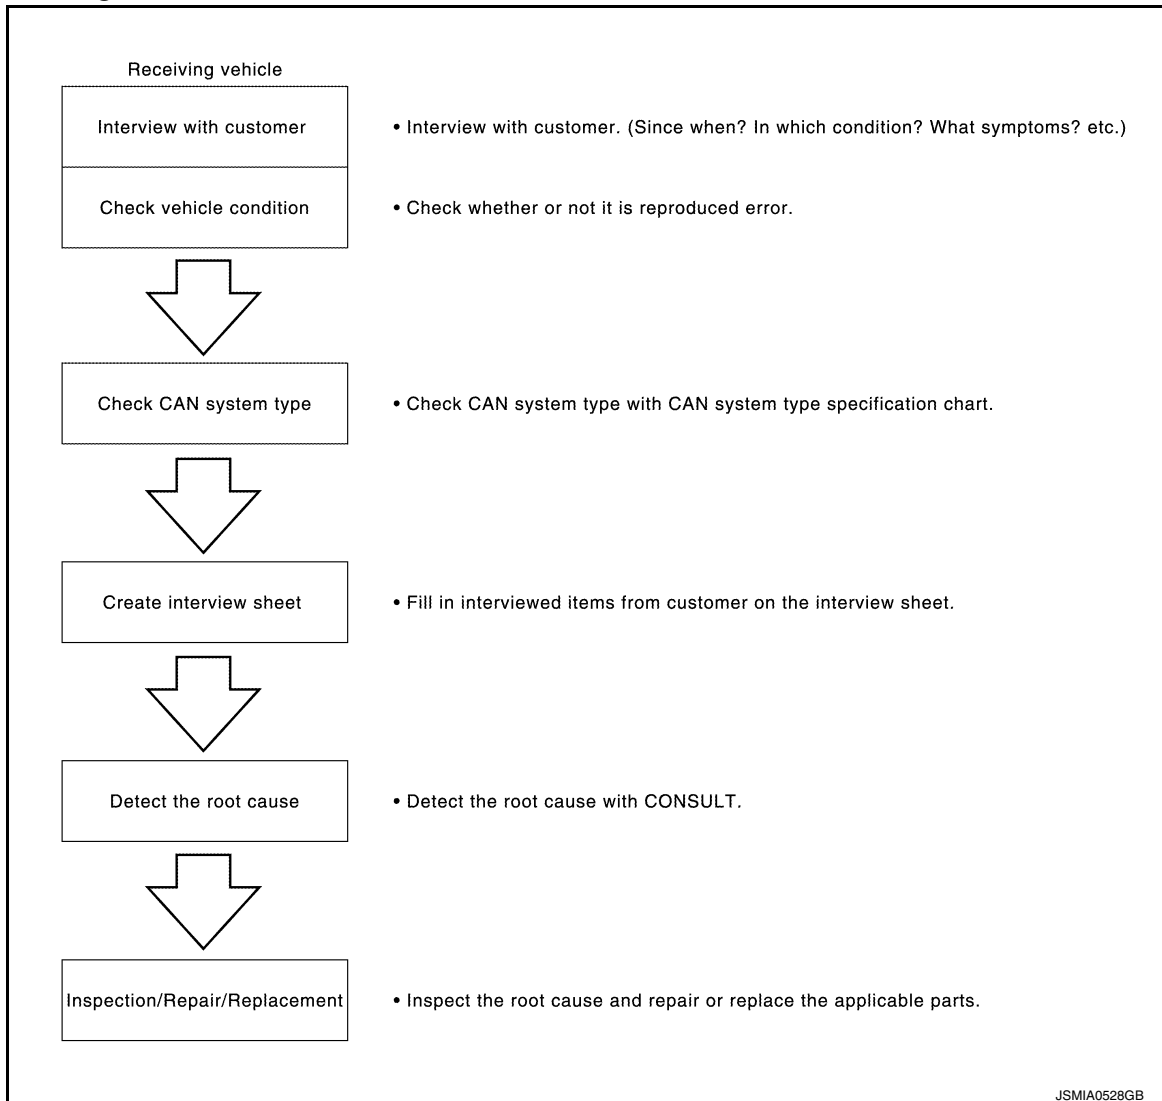 Receiving vehicle
Interview with customer
• Interview with customer. (Since when? In which condition? What symptoms? etc.)
Check vehicle condition
• Check whether or not it is reproduced error.
Check CAN system type
• Check CAN system type with CAN system type specification chart.
Create interview sheet
• Fill in interviewed items from customer on the interview sheet.
Detect the root cause
• Detect the root cause with CONSULT.
Inspection/Repair/Replacement
• Inspect the root cause and repair or replace the applicable parts.
JSMIA0528GB